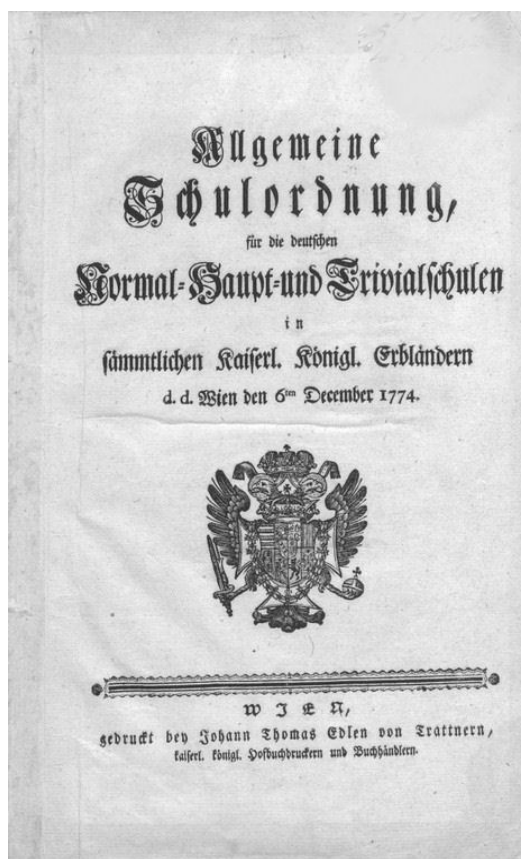 Allgemeine
Schulordnung,
für die deutschen
Normal-Haupt-und Trivialschulen
in
sämmtlichen Kaiserl. Königl. Erbländern
d. d. Wien den 6ten December 1774.
WIEN,
gedruckt bey Johann Thomas Edlen von Trattnern,
kaiserl. königl. Hofbuchdruckern und Buchhändlern.